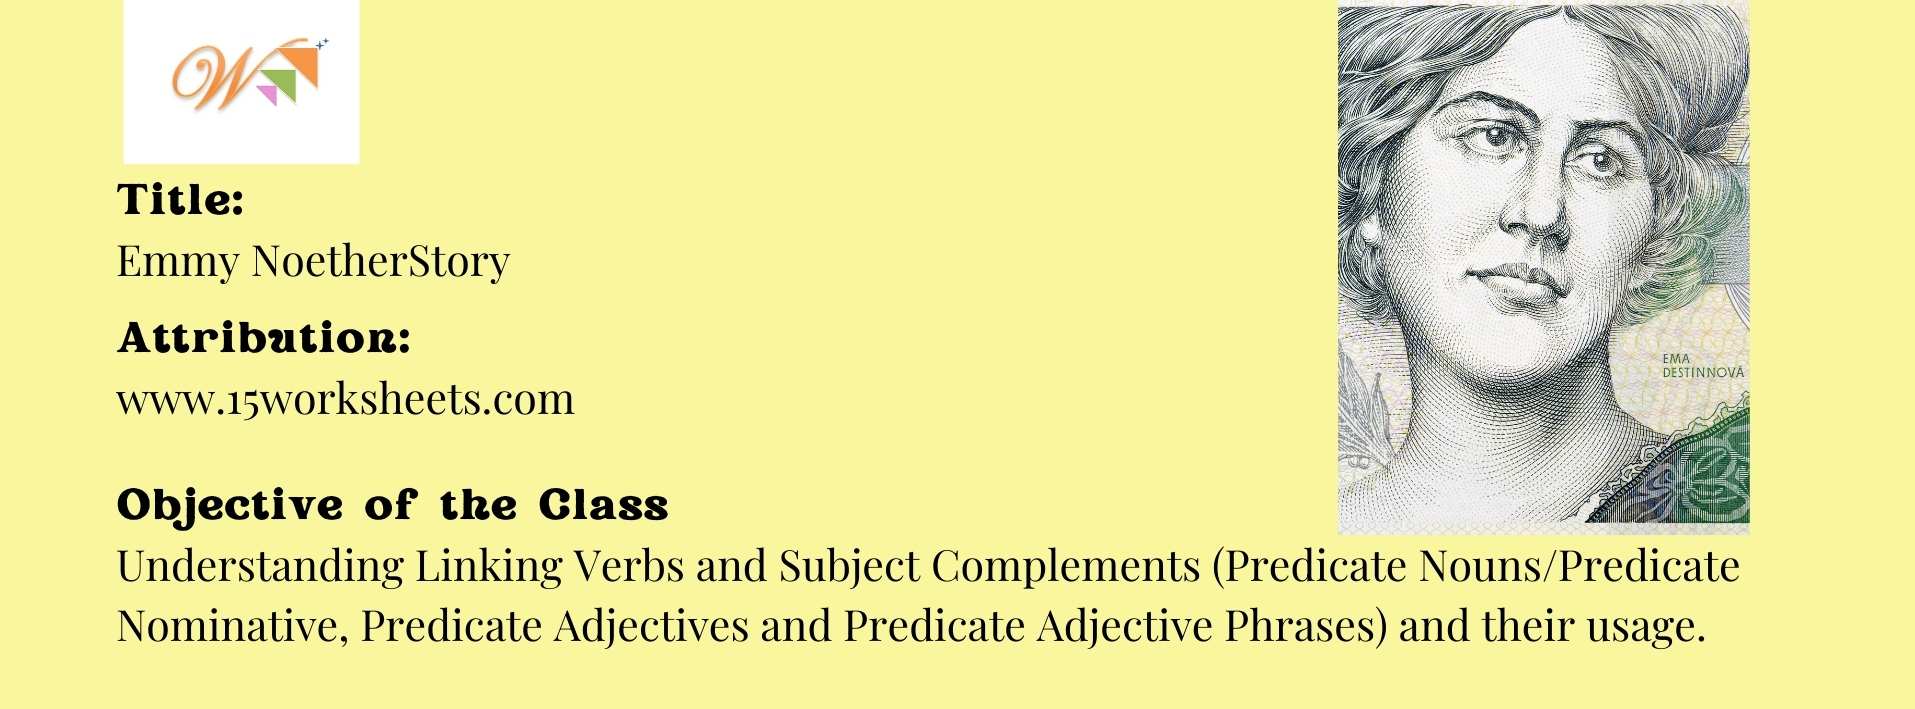 W
Title:
Emmy NoetherStory
Attribution:
www.15worksheets.com
EMA
DESTINNOVÁ
Objective of the Class
Understanding Linking Verbs and Subject Complements (Predicate Nouns/Predicate
Nominative, Predicate Adjectives and Predicate Adjective Phrases) and their usage.